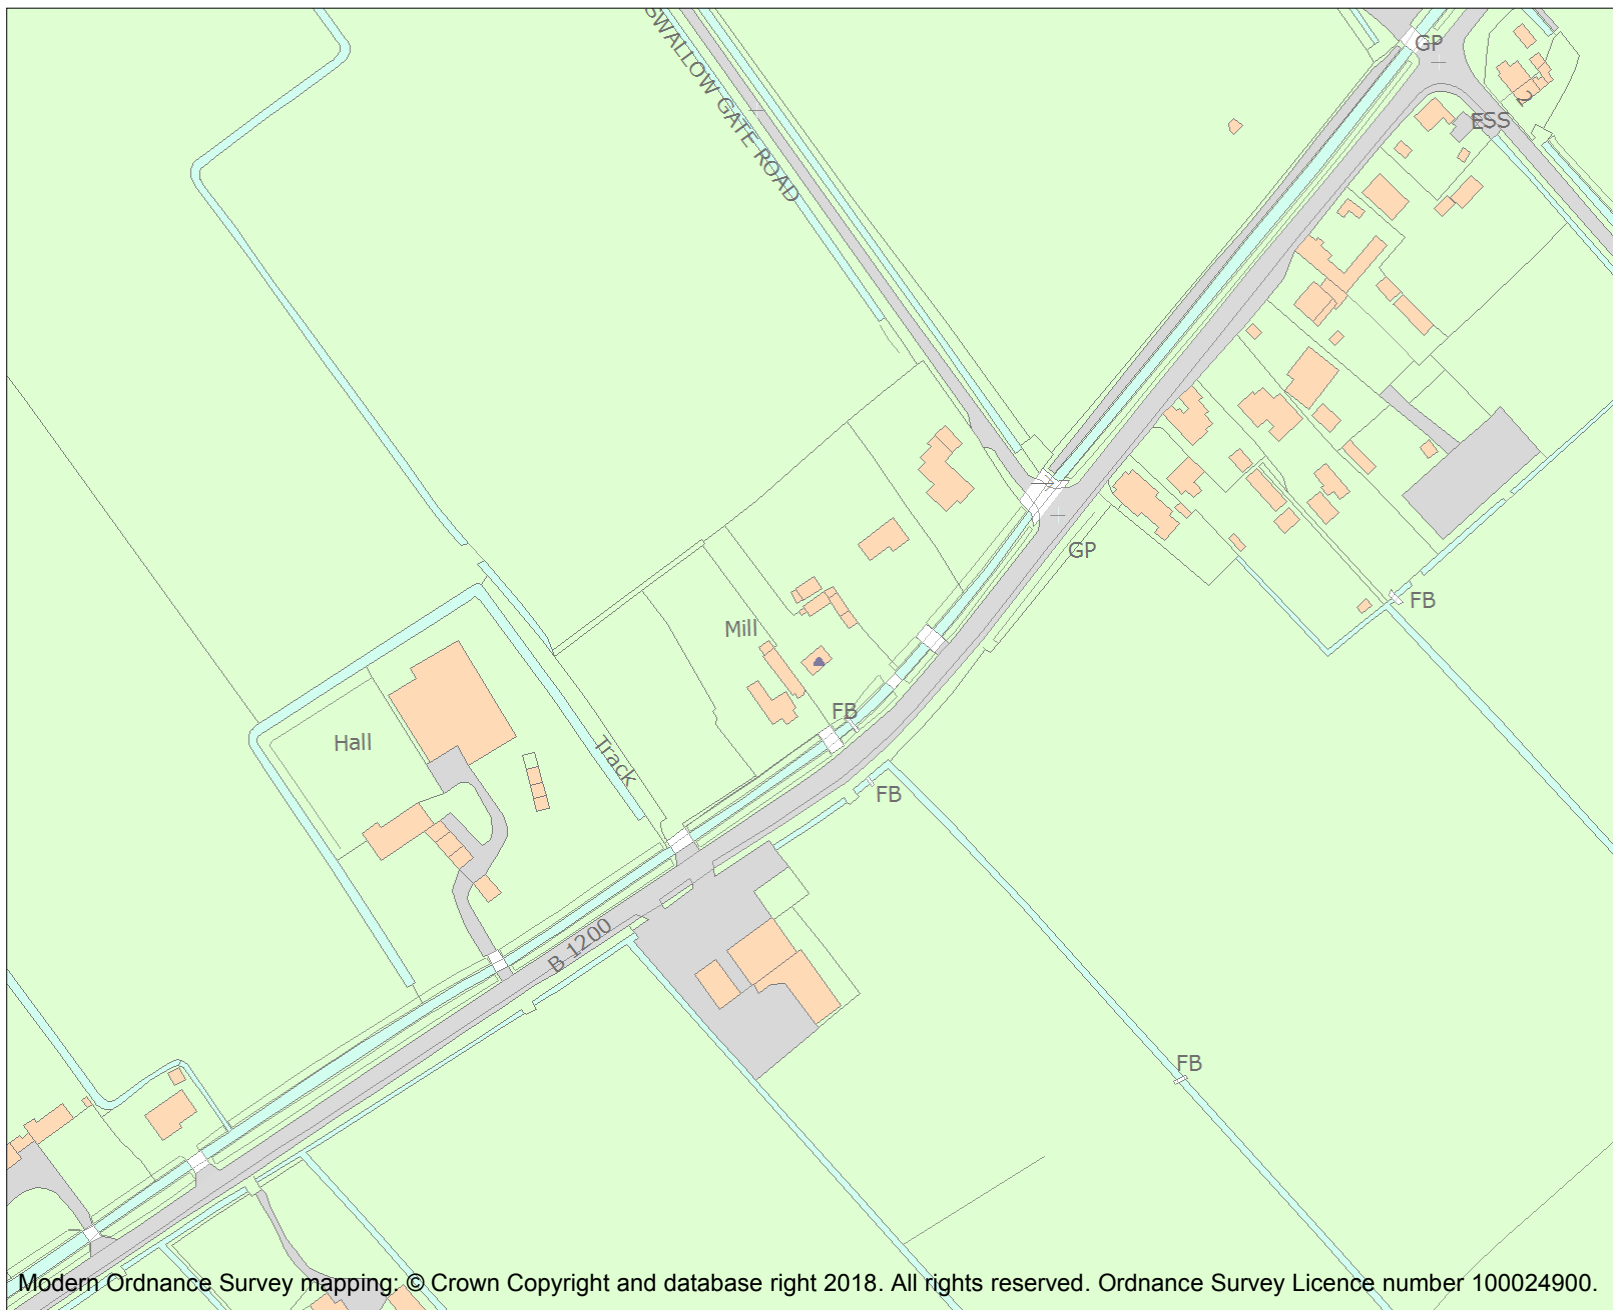 SWALLOW GATE ROAD
GP
2
ESS
GP
FB
Mill
FB
Hall
Track
FB
B 1200
FB
Modern Ordnance Survey mapping: © Crown Copyright and database right 2018. All rights reserved. Ordnance Survey Licence number 100024900.